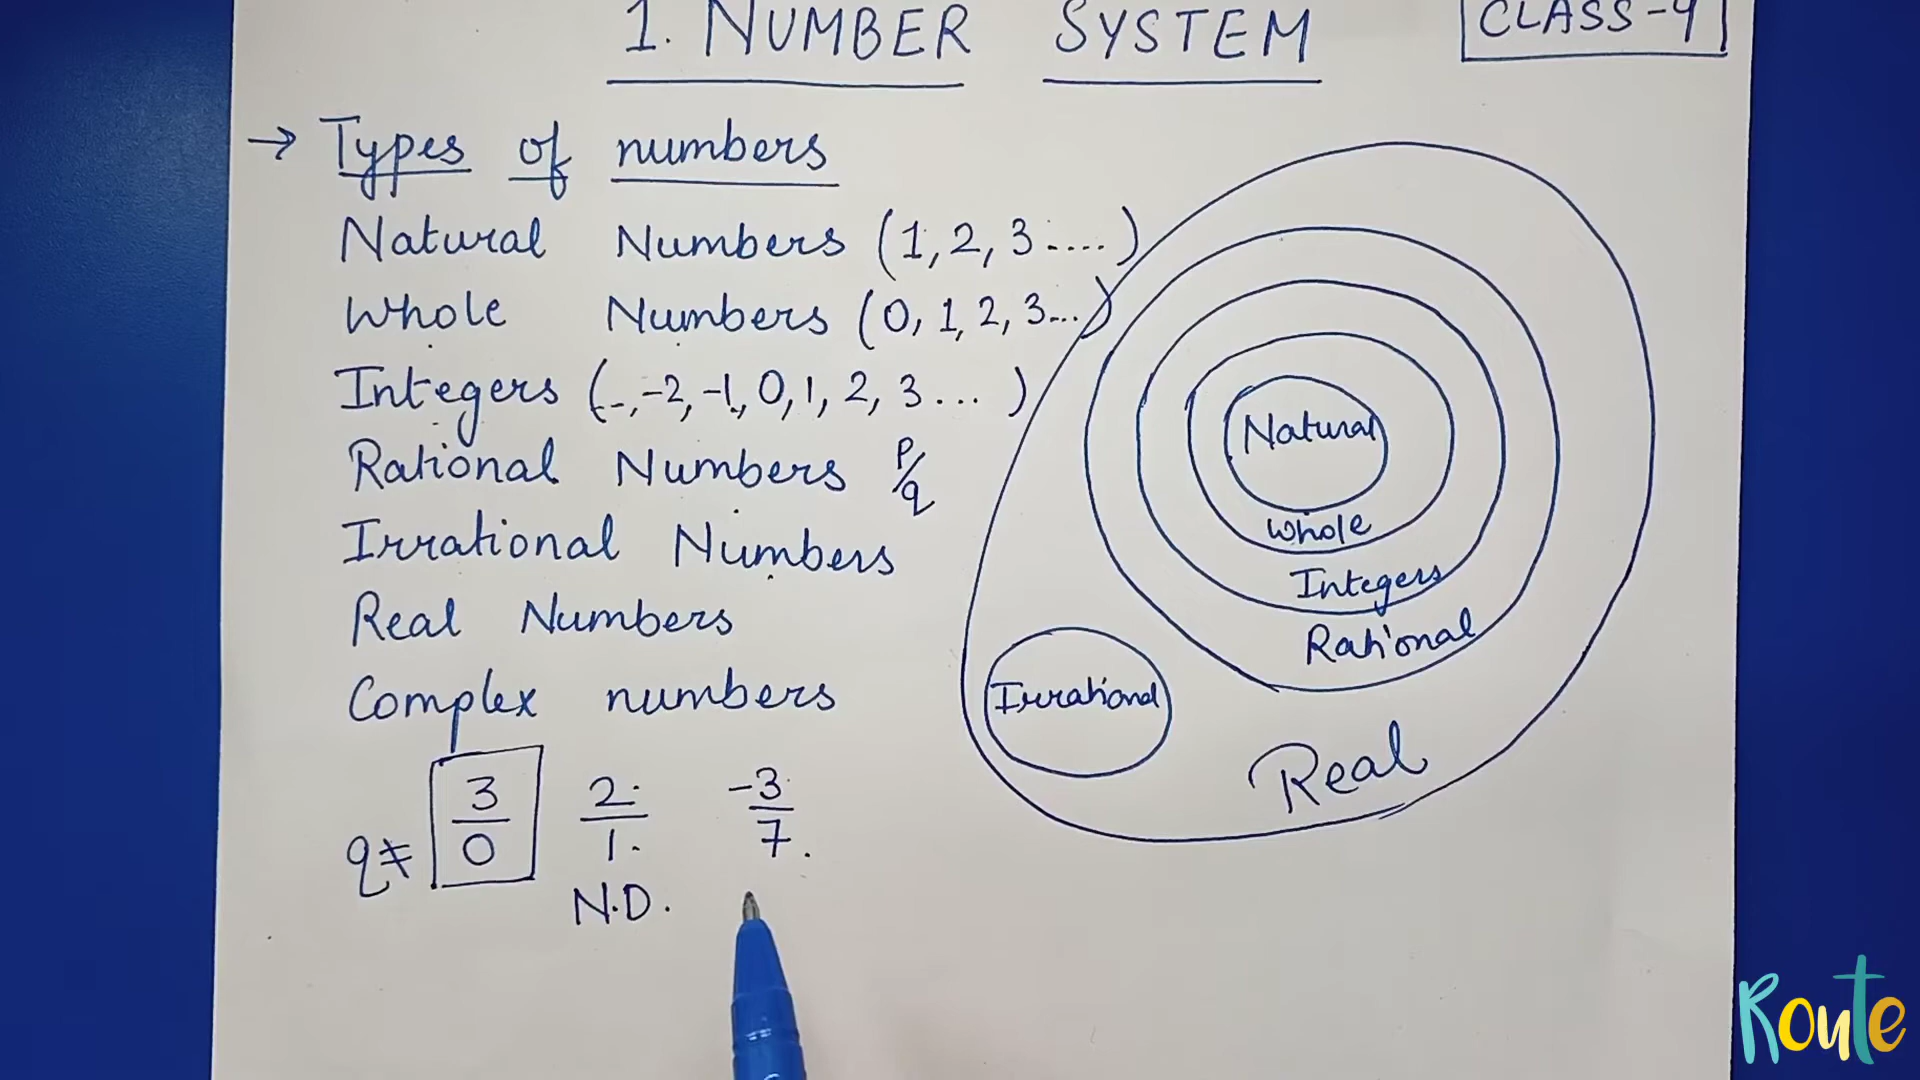 1. NUMBER SYSTEM
CLASS-9
→ Types of numbers
Natural Numbers (1, 2, 3 ....)
Whole Numbers (0, 1, 2, 3...)
Integers (.., -2, -1, 0, 1, 2, 3 ... )
Rational Numbers p/q
Irrational Numbers
Real Numbers
Complex numbers
q≠ 3/0 2/1 -3/7
N.D.
Natural
Whole
Integers
Rational
Irrational
Real
Route